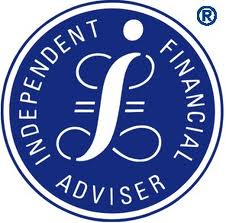 INDEPENDENT FINANCIAL ADVISER
®